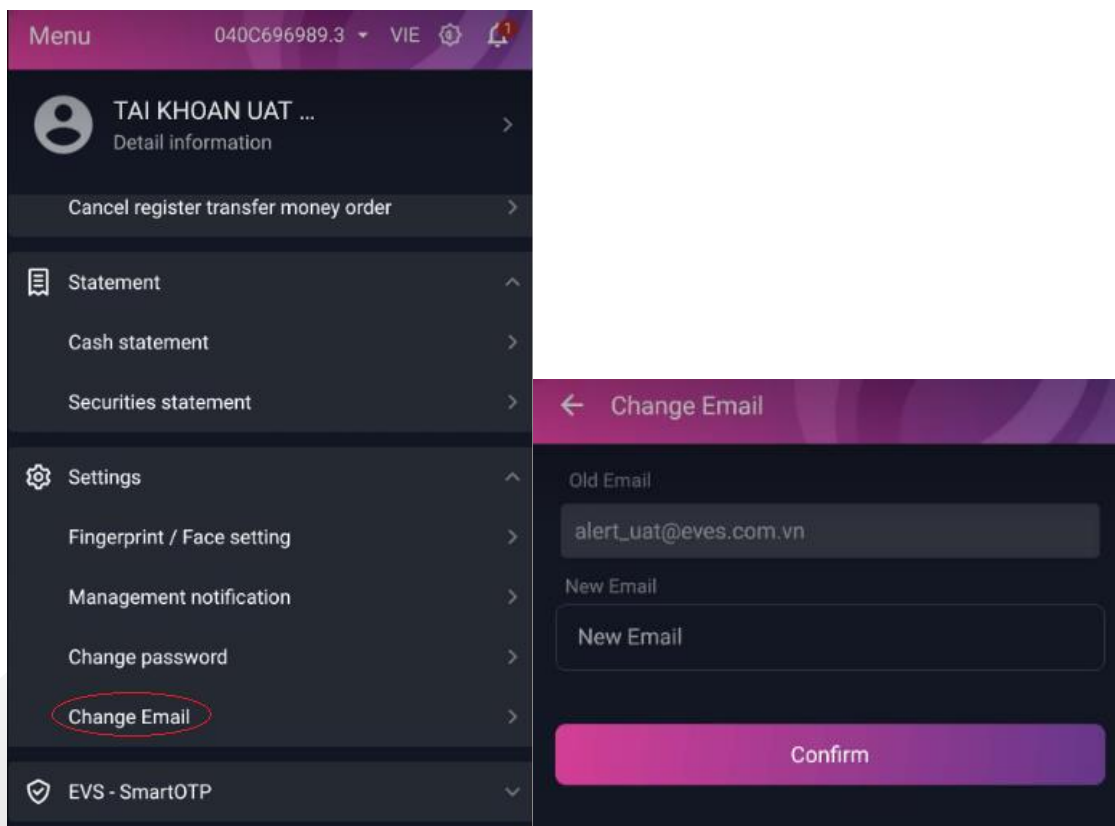 Menu
040C696989.3
VIE
1
TAI KHOAN UAT ...
Detail information
Cancel register transfer money order
Statement
Cash statement
Securities statement
Settings
Fingerprint / Face setting
Management notification
Change password
Change Email
EVS - SmartOTP
Change Email
Old Email
alert_uat@eves.com.vn
New Email
New Email
Confirm